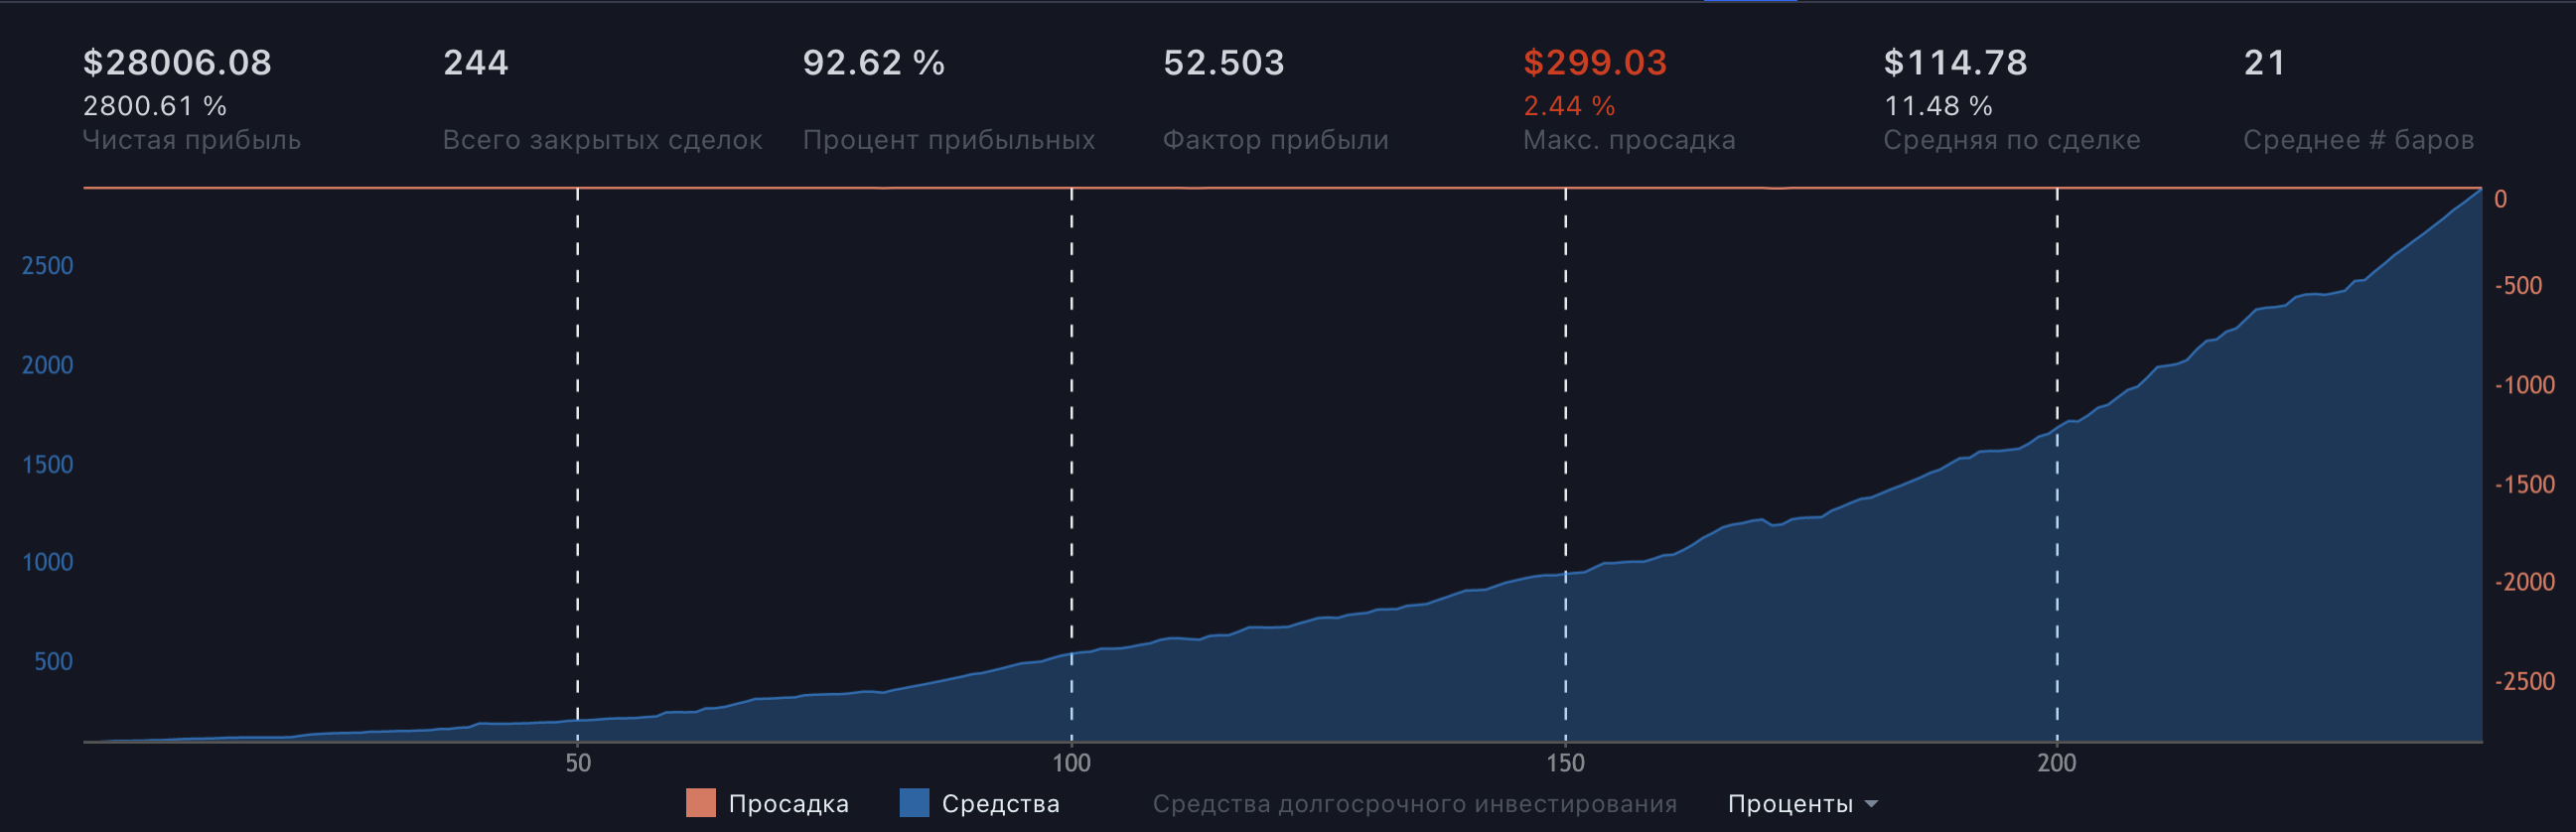 $28006.08 244 92.62 % 52.503 $299.03 $114.78 21
2800.61 % 2.44 % 11.48 %
Чистая прибыль Всего закрытых сделок Процент прибыльных Фактор прибыли Макс. просадка Средняя по сделке Среднее # баров
0
2500
-500
2000
-1000
1500
-1500
1000
-2000
500
-2500
50 100 150 200
Просадка Средства Средства долгосрочного инвестирования Проценты